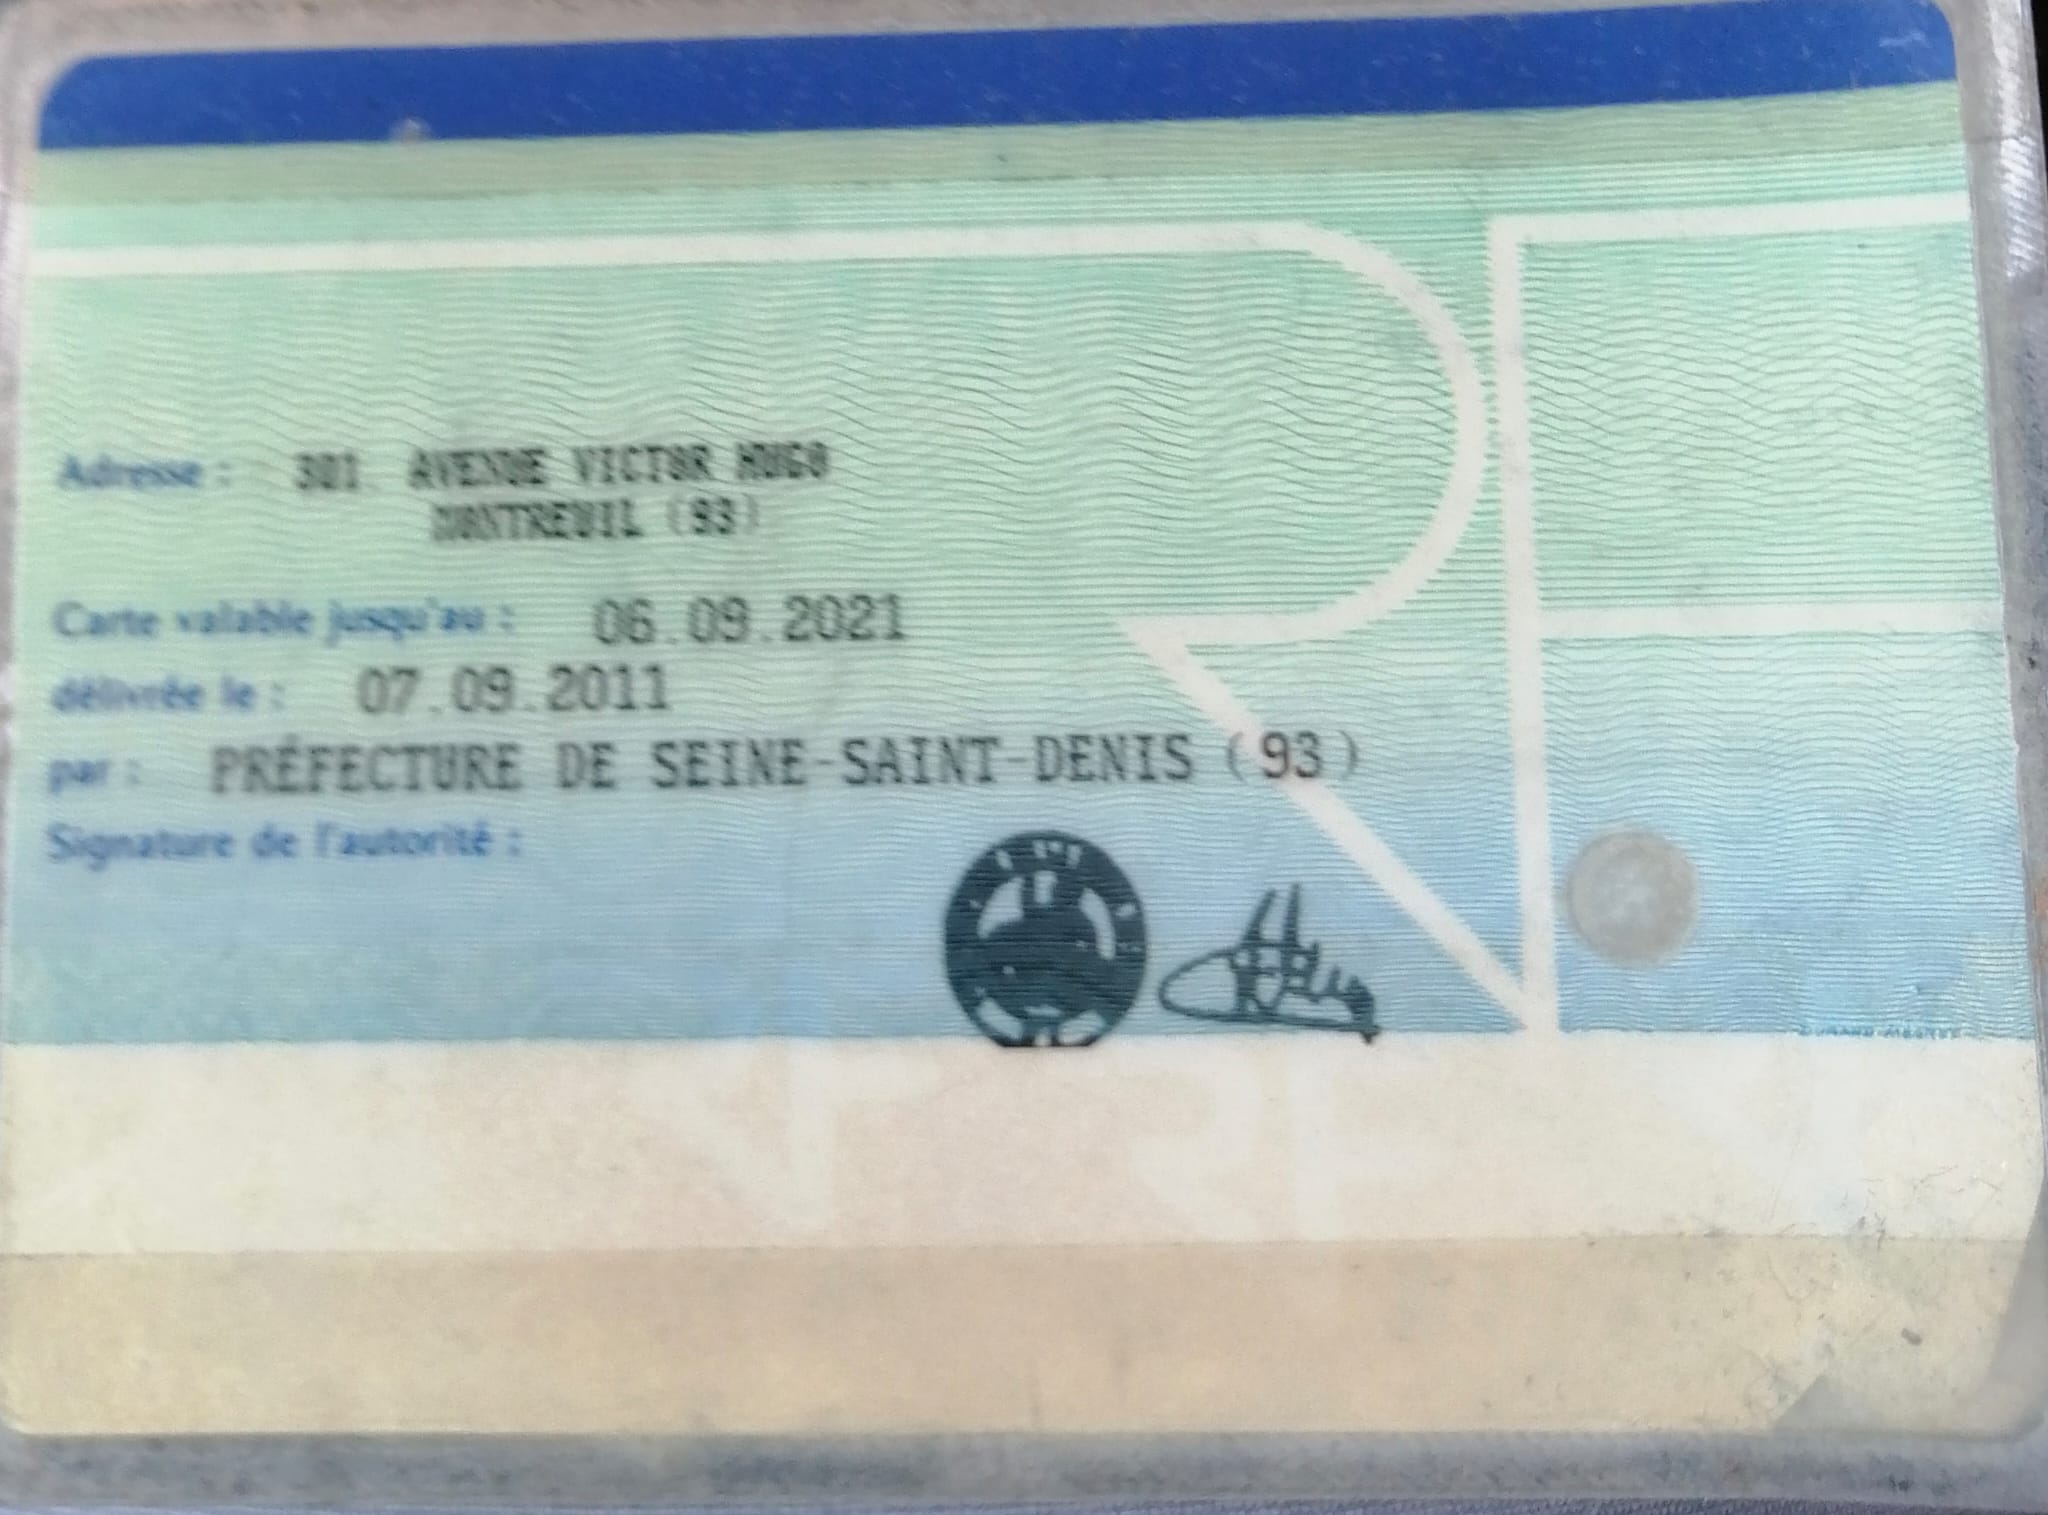 Adresse : 301 AVENUE VICTOR HUGO
MONTREUIL (93)
Carte valable jusqu'au : 06.09.2021
délivrée le : 07.09.2011
par : PRÉFECTURE DE SEINE-SAINT-DENIS (93)
Signature de l'autorité :
RF